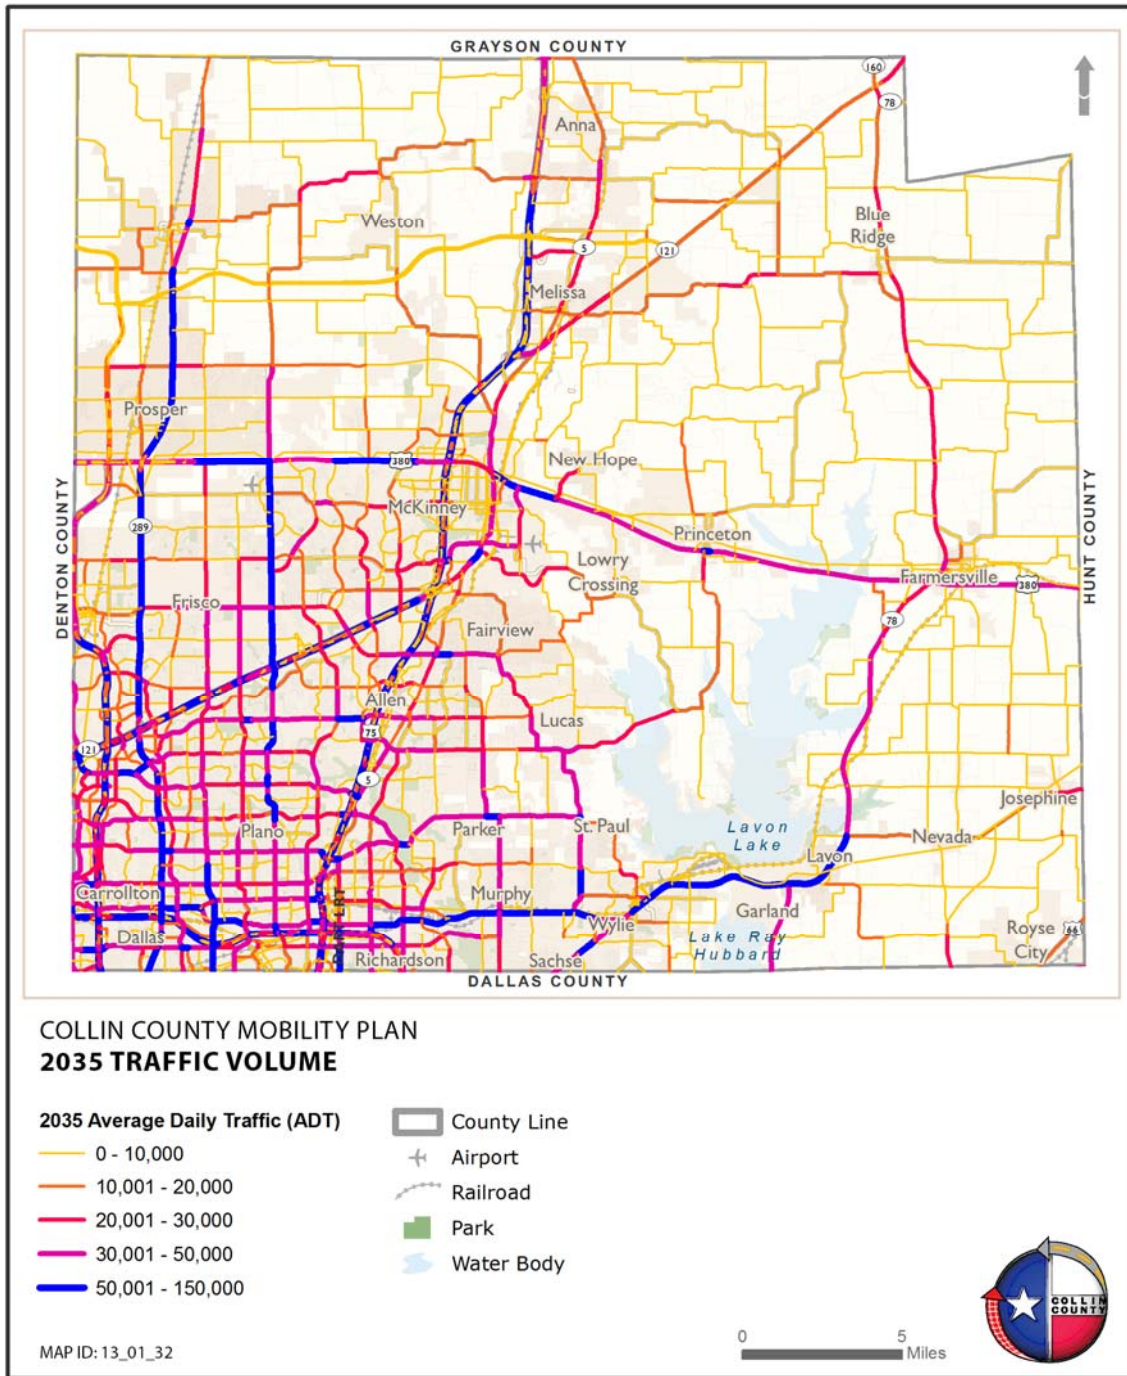 GRAYSON COUNTY
160
78
Anna
Weston
Blue
Ridge
5
121
Melissa
Prosper
DENTON COUNTY
HUNT COUNTY
380
New Hope
McKinney
289
Princeton
Lowry
Crossing
Farmersville
380
Frisco
78
Fairview
Allen
Lucas
75
121
5
Josephine
Plano
Parker
St. Paul
Lavon
Lake
Nevada
Lavon
Carrollton
Murphy
Garland
Wylie
Dallas
Lake Ray
Hubbard
Royse
City
66
Richardson
Sachse
DALLAS COUNTY
COLLIN COUNTY MOBILITY PLAN
2035 TRAFFIC VOLUME
2035 Average Daily Traffic (ADT)
0 - 10,000
10,001 - 20,000
20,001 - 30,000
30,001 - 50,000
50,001 - 150,000
County Line
Airport
Railroad
Park
Water Body
COLLIN
COUNTY
0 5
Miles
MAP ID: 13_01_32